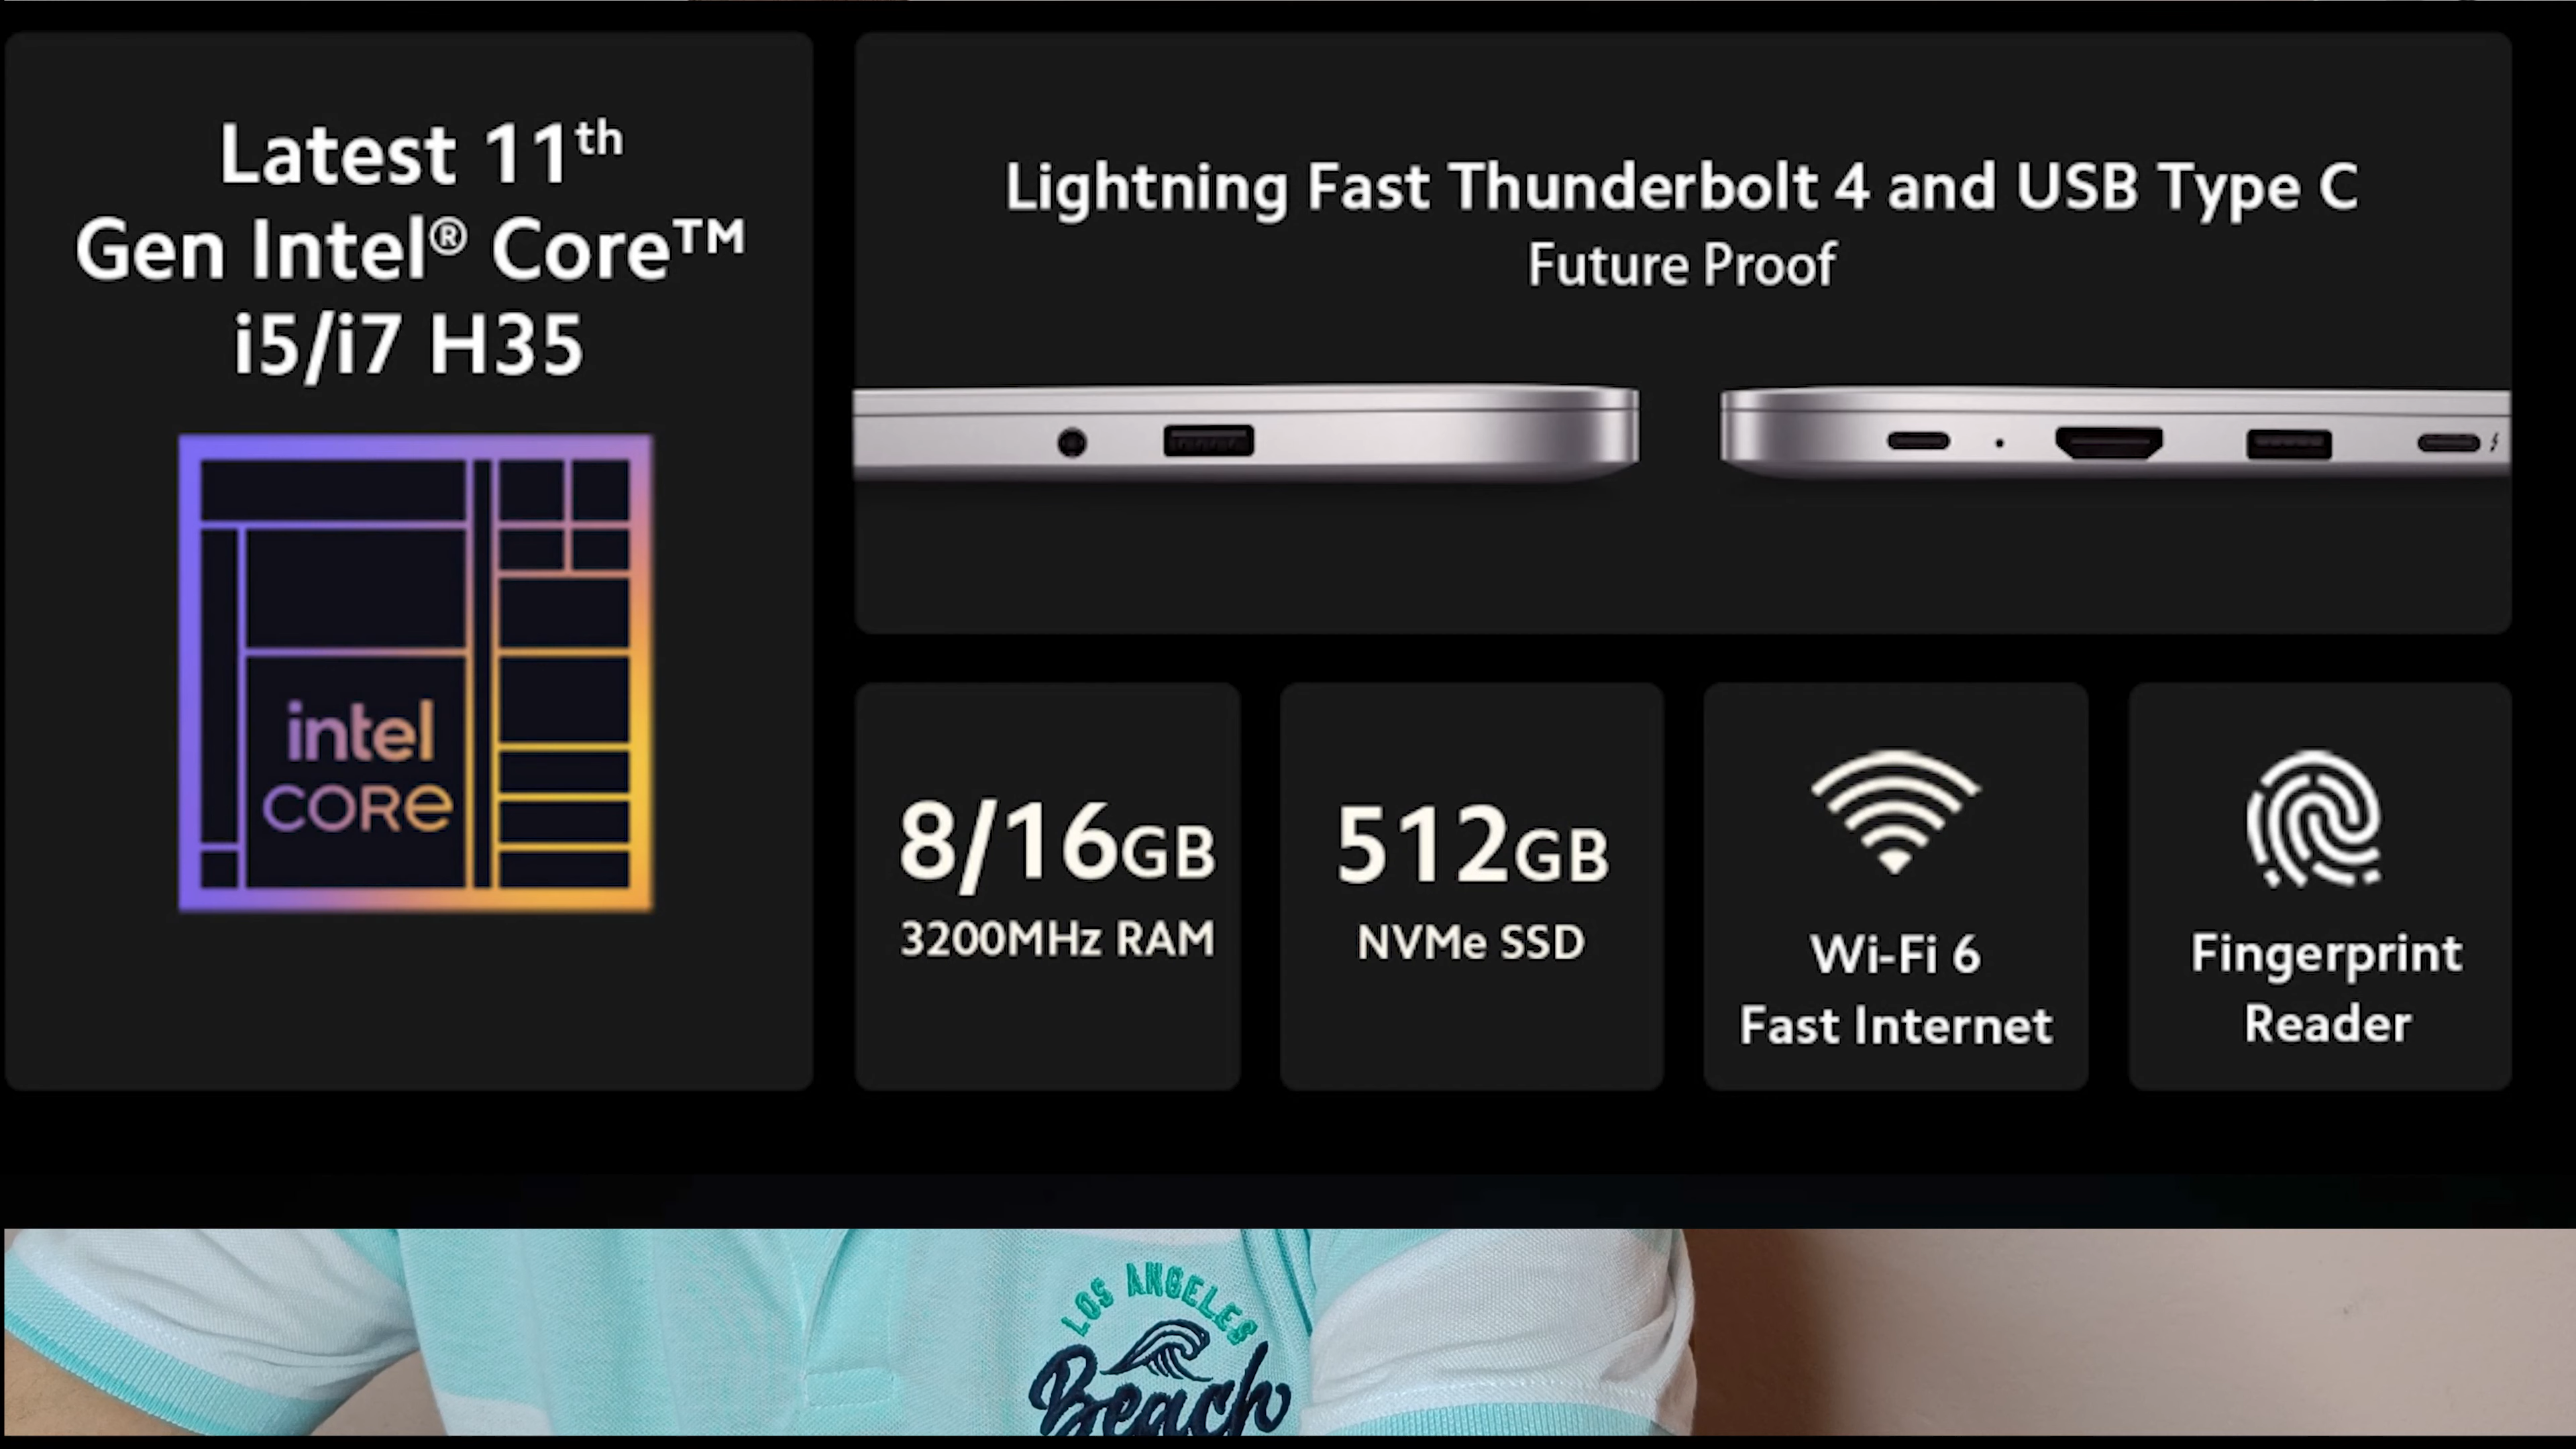 Latest 11th
Gen Intel® Core™
i5/i7 H35
intel
CORE
Lightning Fast Thunderbolt 4 and USB Type C
Future Proof
8/16GB
3200MHz RAM
512GB
NVMe SSD
Wi-Fi 6
Fast Internet
Fingerprint
Reader
LOS ANGELES
Beach